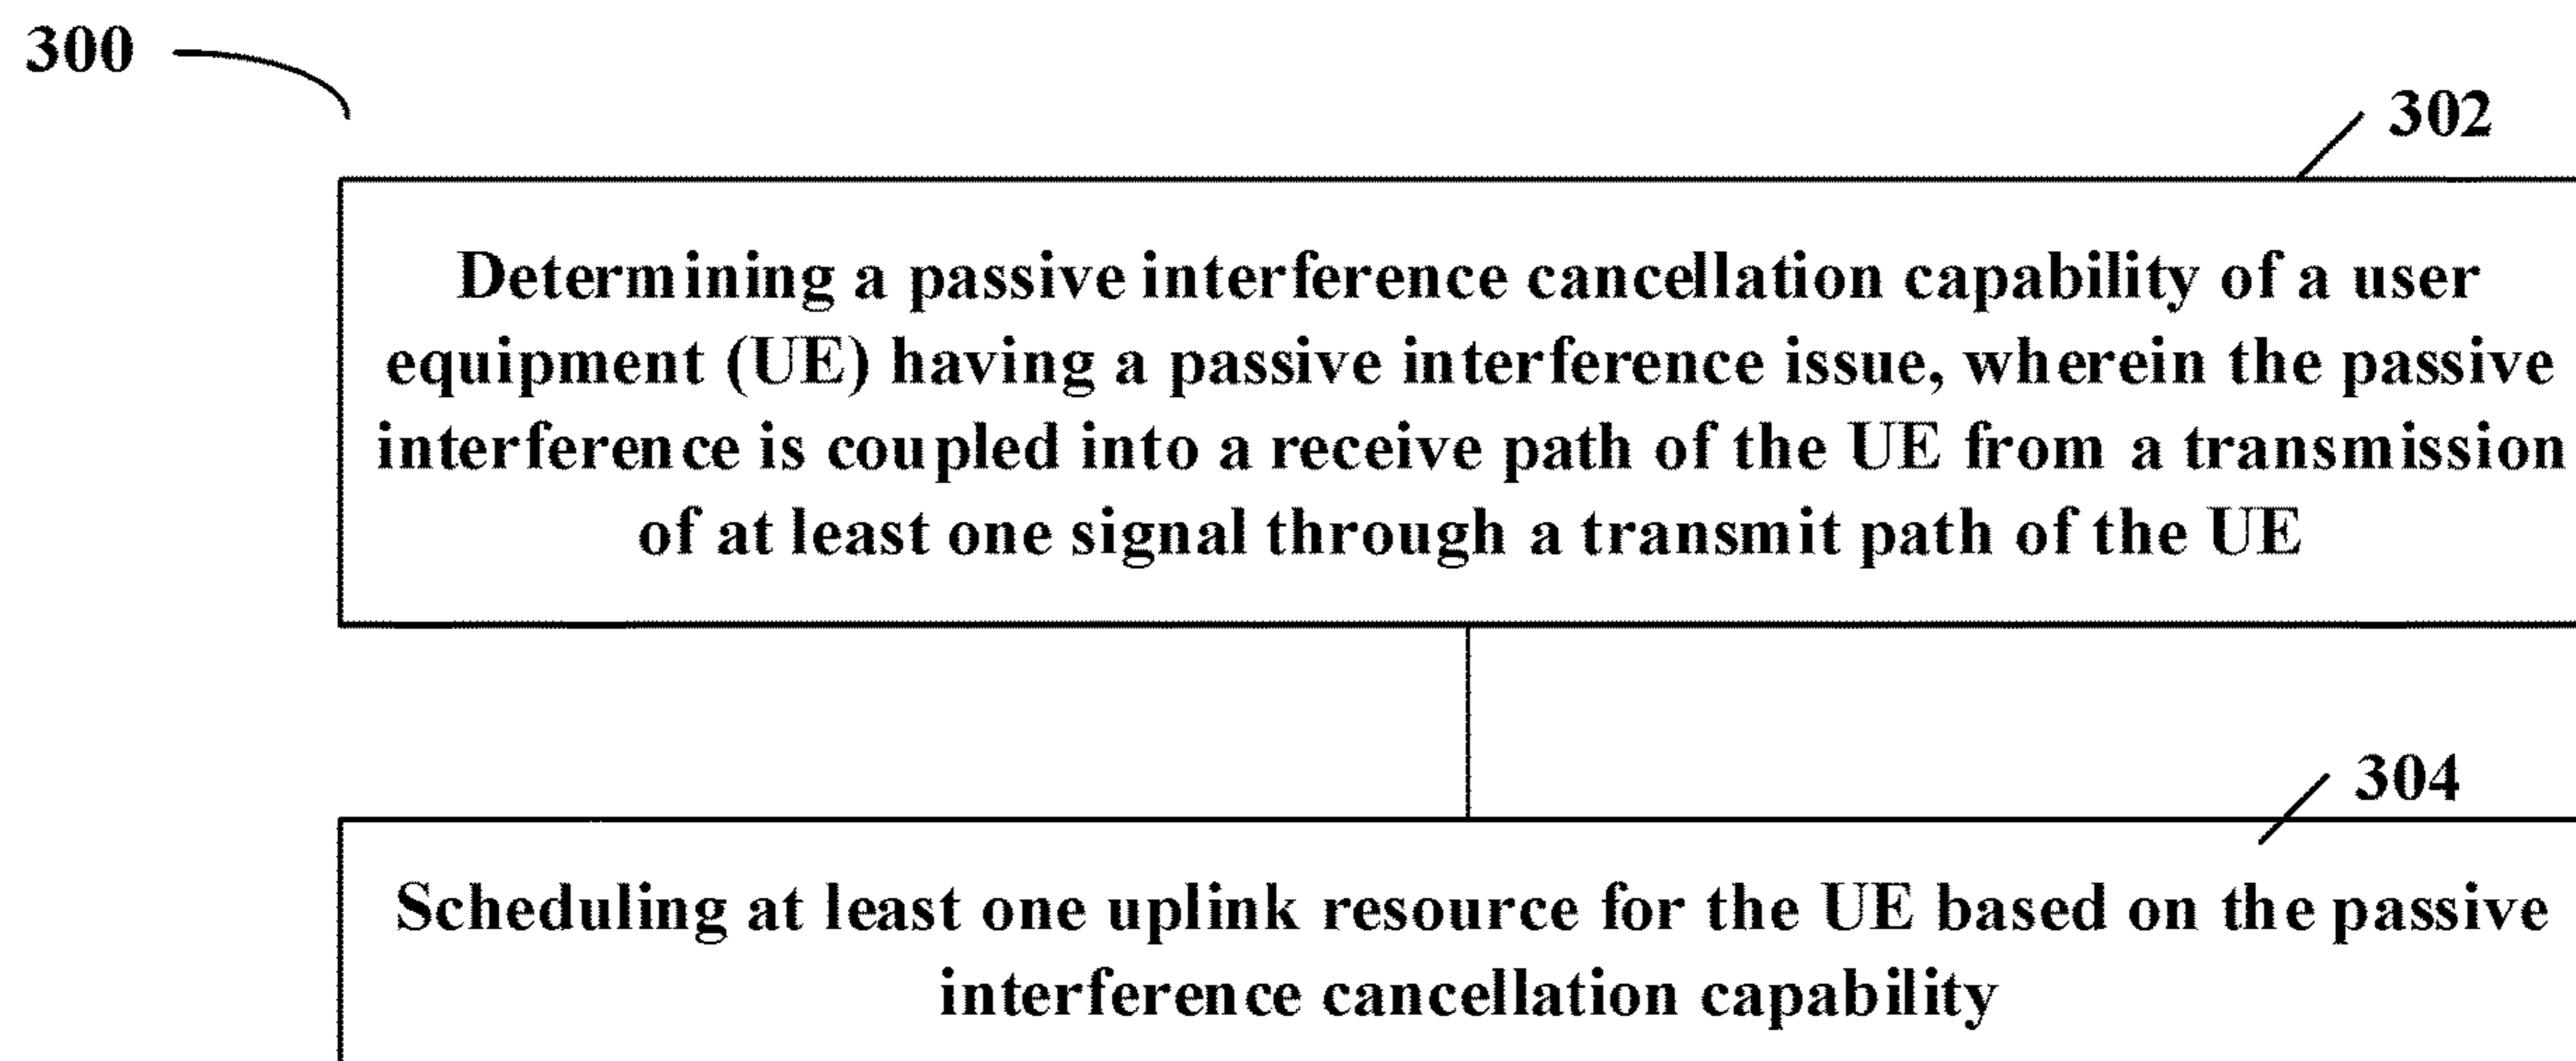 300
302
Determining a passive interference cancellation capability of a user
equipment (UE) having a passive interference issue, wherein the passive
interference is coupled into a receive path of the UE from a transmission
of at least one signal through a transmit path of the UE
304
Scheduling at least one uplink resource for the UE based on the passive
interference cancellation capability